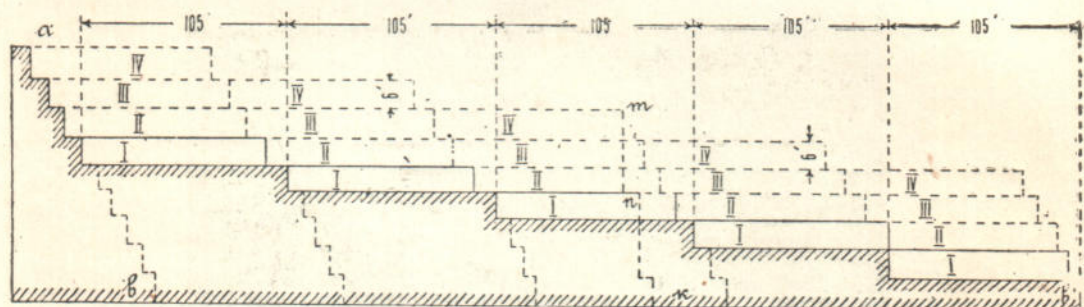 105 105' 105 105' 105'
a
IV
III IV 6'
II III IV m
I II III IV 6'
I II III IV
n I II III
I II
I
в к